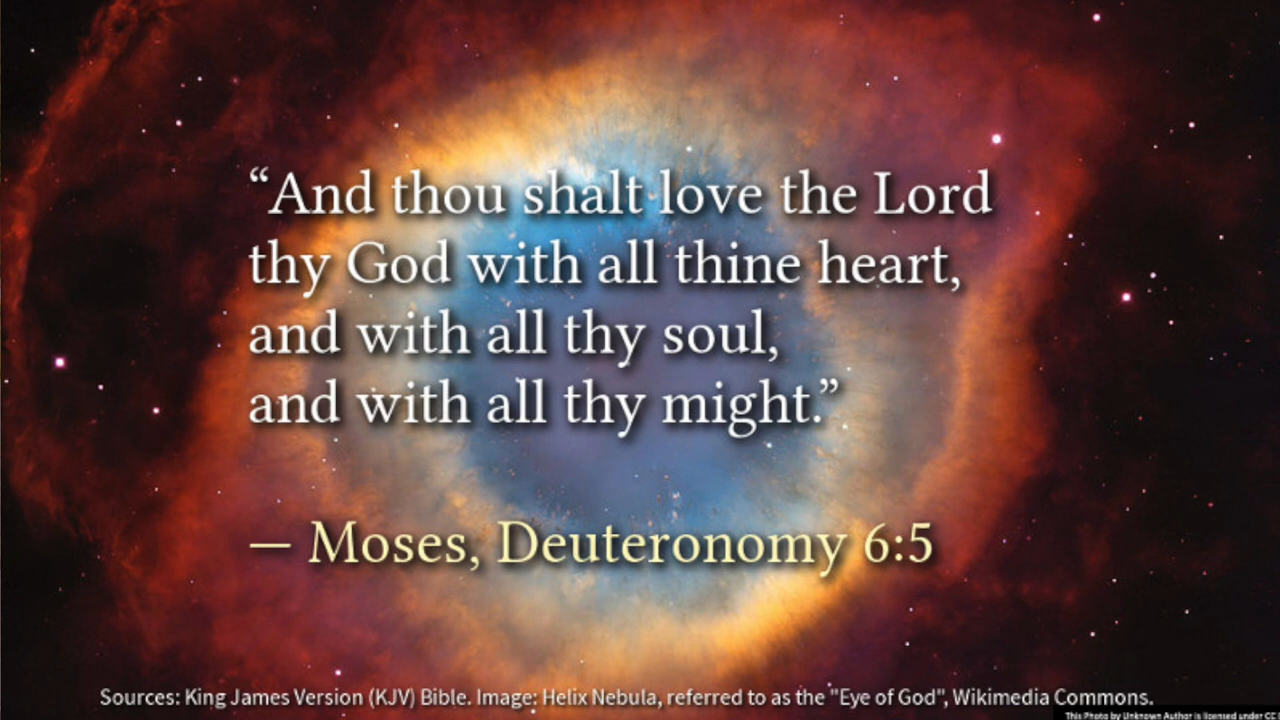 “And thou shalt love the Lord
thy God with all thine heart,
and with all thy soul,
and with all thy might.”
— Moses, Deuteronomy 6:5
Sources: King James Version (KJV) Bible. Image: Helix Nebula, referred to as the "Eye of God", Wikimedia Commons.
This Photo by Unknown Author is licensed under CC